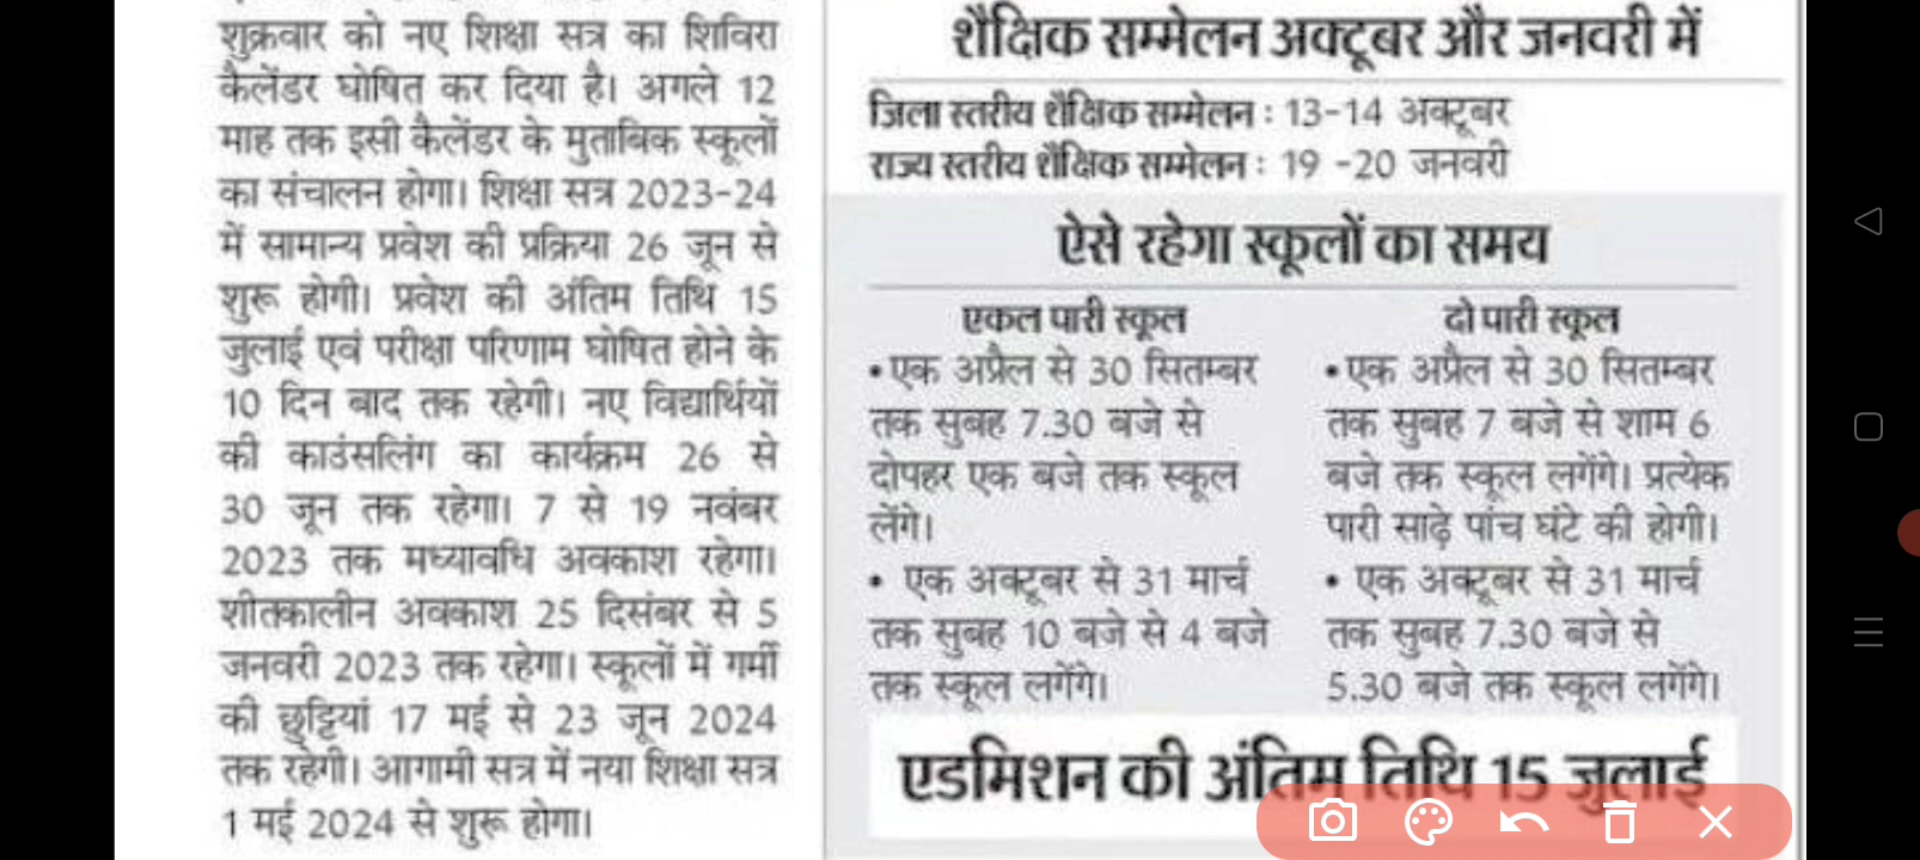 शुक्रवार को नए शिक्षा सत्र का शिविरा
कैलेंडर घोषित कर दिया है। अगले 12
माह तक इसी कैलेंडर के मुताबिक स्कूलों
का संचालन होगा। शिक्षा सत्र 2023-24
में सामान्य प्रवेश की प्रक्रिया 26 जून से
शुरू होगी। प्रवेश की अंतिम तिथि 15
जुलाई एवं परीक्षा परिणाम घोषित होने के
10 दिन बाद तक रहेगी। नए विद्यार्थियों
की काउंसलिंग का कार्यक्रम 26 से
30 जून तक रहेगा। 7 से 19 नवंबर
2023 तक मध्यावधि अवकाश रहेगा।
शीतकालीन अवकाश 25 दिसंबर से 5
जनवरी 2023 तक रहेगा। स्कूलों में गर्मी
की छुट्टियां 17 मई से 23 जून 2024
तक रहेगी। आगामी सत्र में नया शिक्षा सत्र
1 मई 2024 से शुरू होगा।
शैक्षिक सम्मेलन अक्टूबर और जनवरी में
जिला स्तरीय शैक्षिक सम्मेलन : 13-14 अक्टूबर
राज्य स्तरीय शैक्षिक सम्मेलन : 19 -20 जनवरी
ऐसे रहेगा स्कूलों का समय
एकल पारी स्कूल
• एक अप्रैल से 30 सितम्बर
तक सुबह 7.30 बजे से
दोपहर एक बजे तक स्कूल
लेंगे।
• एक अक्टूबर से 31 मार्च
तक सुबह 10 बजे से 4 बजे
तक स्कूल लगेंगे।
दो पारी स्कूल
• एक अप्रैल से 30 सितम्बर
तक सुबह 7 बजे से शाम 6
बजे तक स्कूल लगेंगे। प्रत्येक
पारी साढ़े पांच घंटे की होगी।
• एक अक्टूबर से 31 मार्च
तक सुबह 7.30 बजे से
5.30 बजे तक स्कूल लगेंगे।
एडमिशन की अंतिम तिथि 15 जुलाई